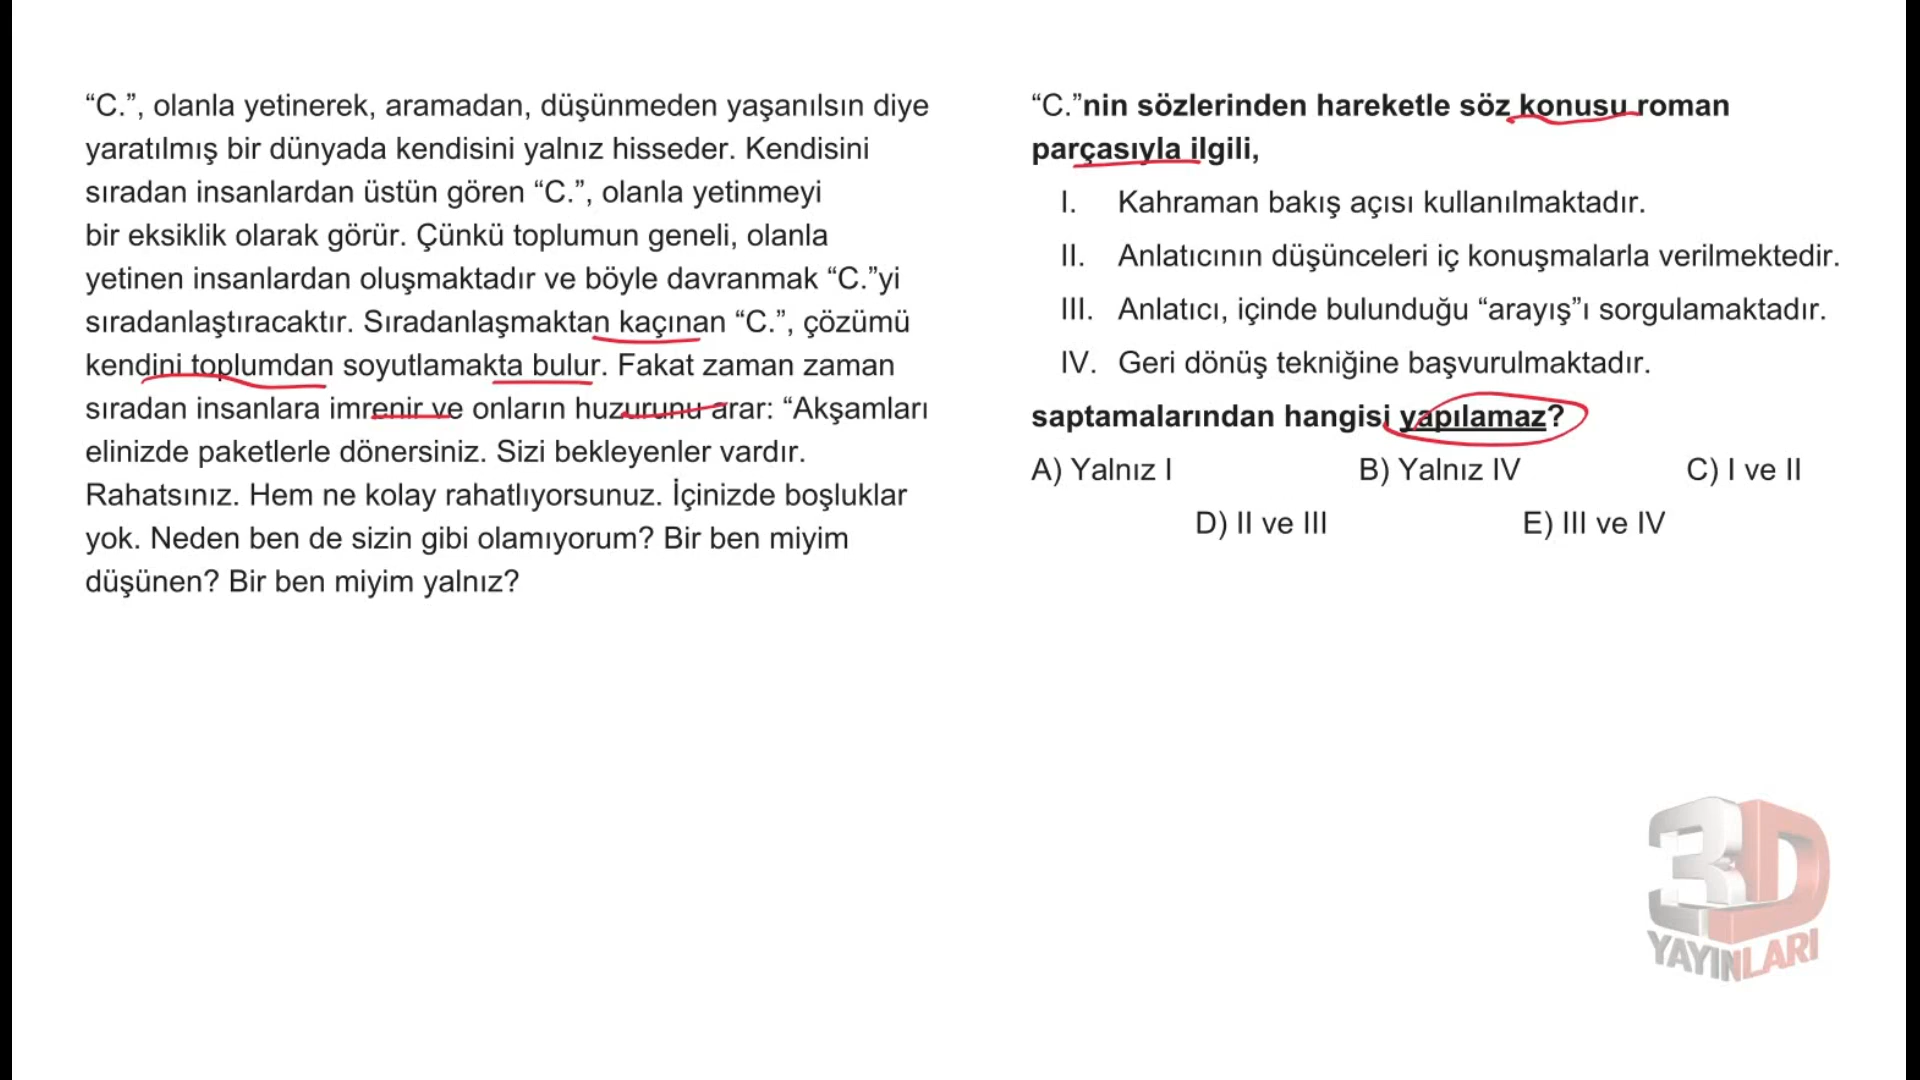 “C.”, olanla yetinerek, aramadan, düşünmeden yaşanılsın diye
yaratılmış bir dünyada kendisini yalnız hisseder. Kendisini
sıradan insanlardan üstün gören “C.”, olanla yetinmeyi
bir eksiklik olarak görür. Çünkü toplumun geneli, olanla
yetinen insanlardan oluşmaktadır ve böyle davranmak “C.”yi
sıradanlaştıracaktır. Sıradanlaşmaktan kaçınan “C.”, çözümü
kendini toplumdan soyutlamakta bulur. Fakat zaman zaman
sıradan insanlara imrenir ve onların huzurunu arar: “Akşamları
elinizde paketlerle dönersiniz. Sizi bekleyenler vardır.
Rahatsınız. Hem ne kolay rahatlıyorsunuz. İçinizde boşluklar
yok. Neden ben de sizin gibi olamıyorum? Bir ben miyim
düşünen? Bir ben miyim yalnız?
“C.”nin sözlerinden hareketle söz konusu roman
parçasıyla ilgili,
I. Kahraman bakış açısı kullanılmaktadır.
II. Anlatıcının düşünceleri iç konuşmalarla verilmektedir.
III. Anlatıcı, içinde bulunduğu “arayış”ı sorgulamaktadır.
IV. Geri dönüş tekniğine başvurulmaktadır.
saptamalarından hangisi yapılamaz?
A) Yalnız I B) Yalnız IV C) I ve II
D) II ve III E) III ve IV
3D
YAYINLARI